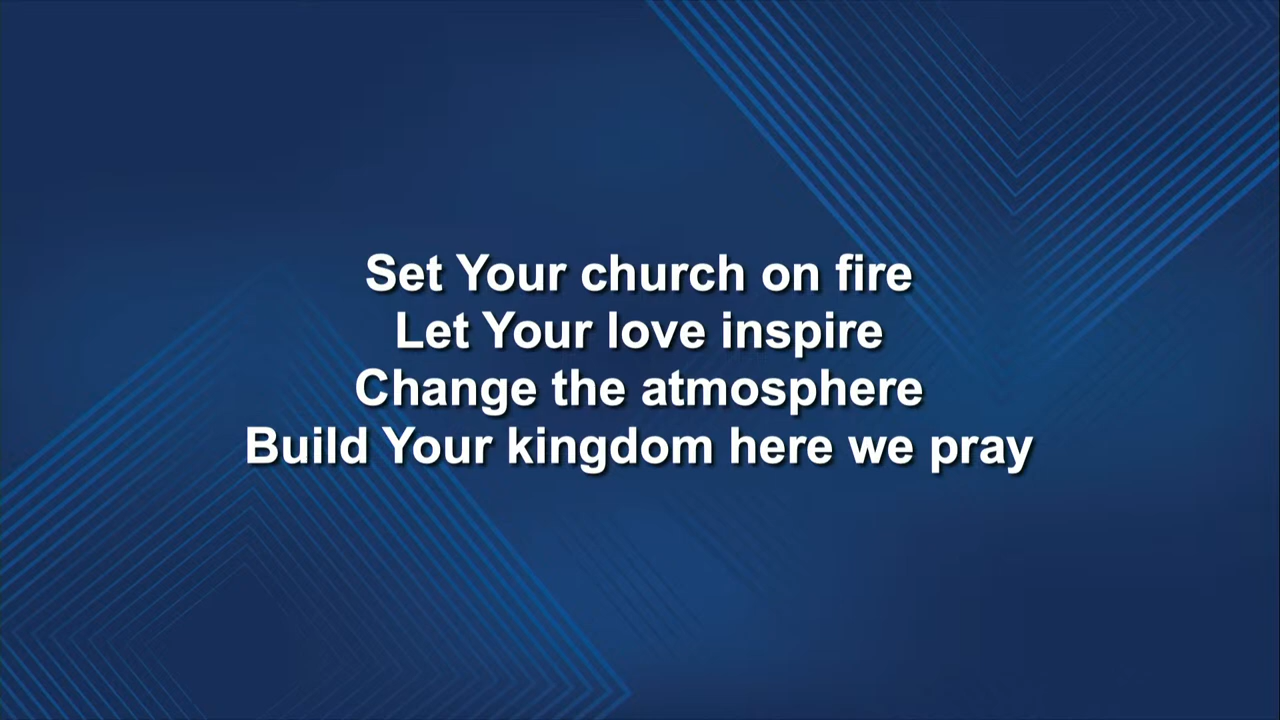 Set Your church on fire
Let Your love inspire
Change the atmosphere
Build Your kingdom here we pray